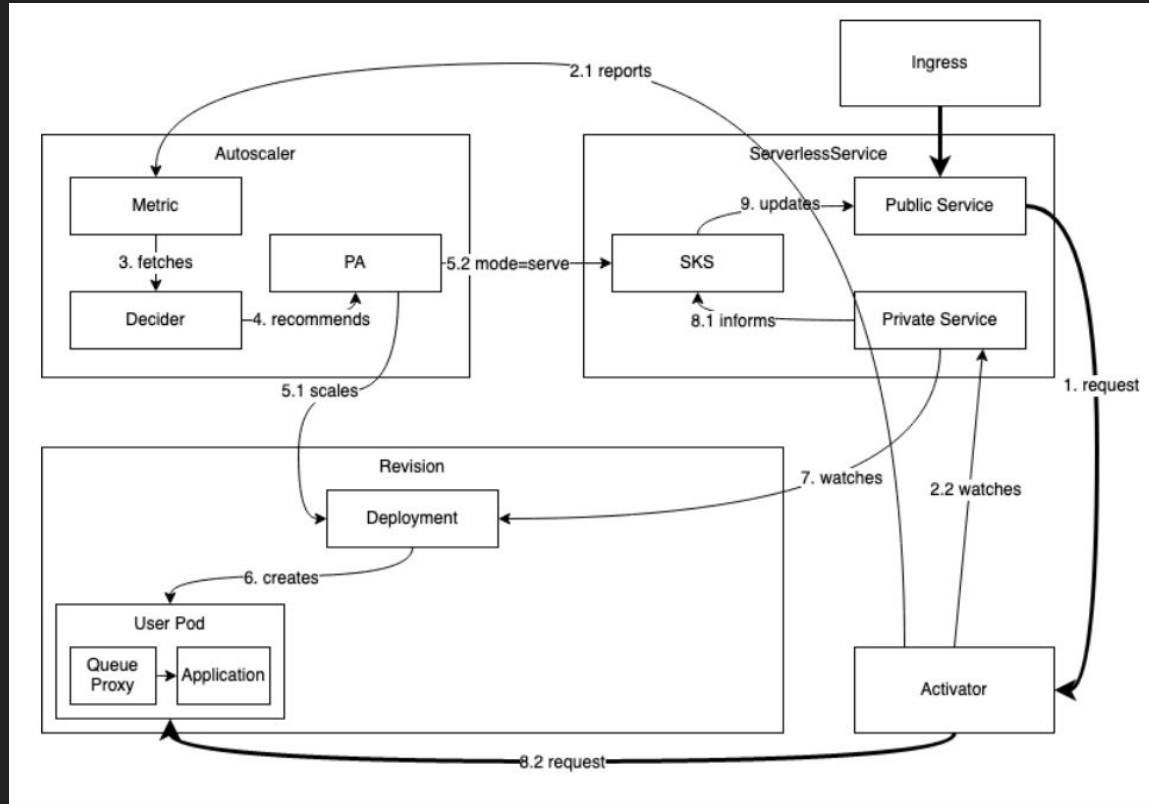 Ingress
2.1 reports
Autoscaler
ServerlessService
Metric
9. updates
Public Service
3. fetches
PA
5.2 mode=serve
SKS
Decider
4. recommends
8.1 informs
Private Service
5.1 scales
1. request
Revision
7. watches
2.2 watches
Deployment
6. creates
User Pod
Queue
Proxy
Application
Activator
8.2 request